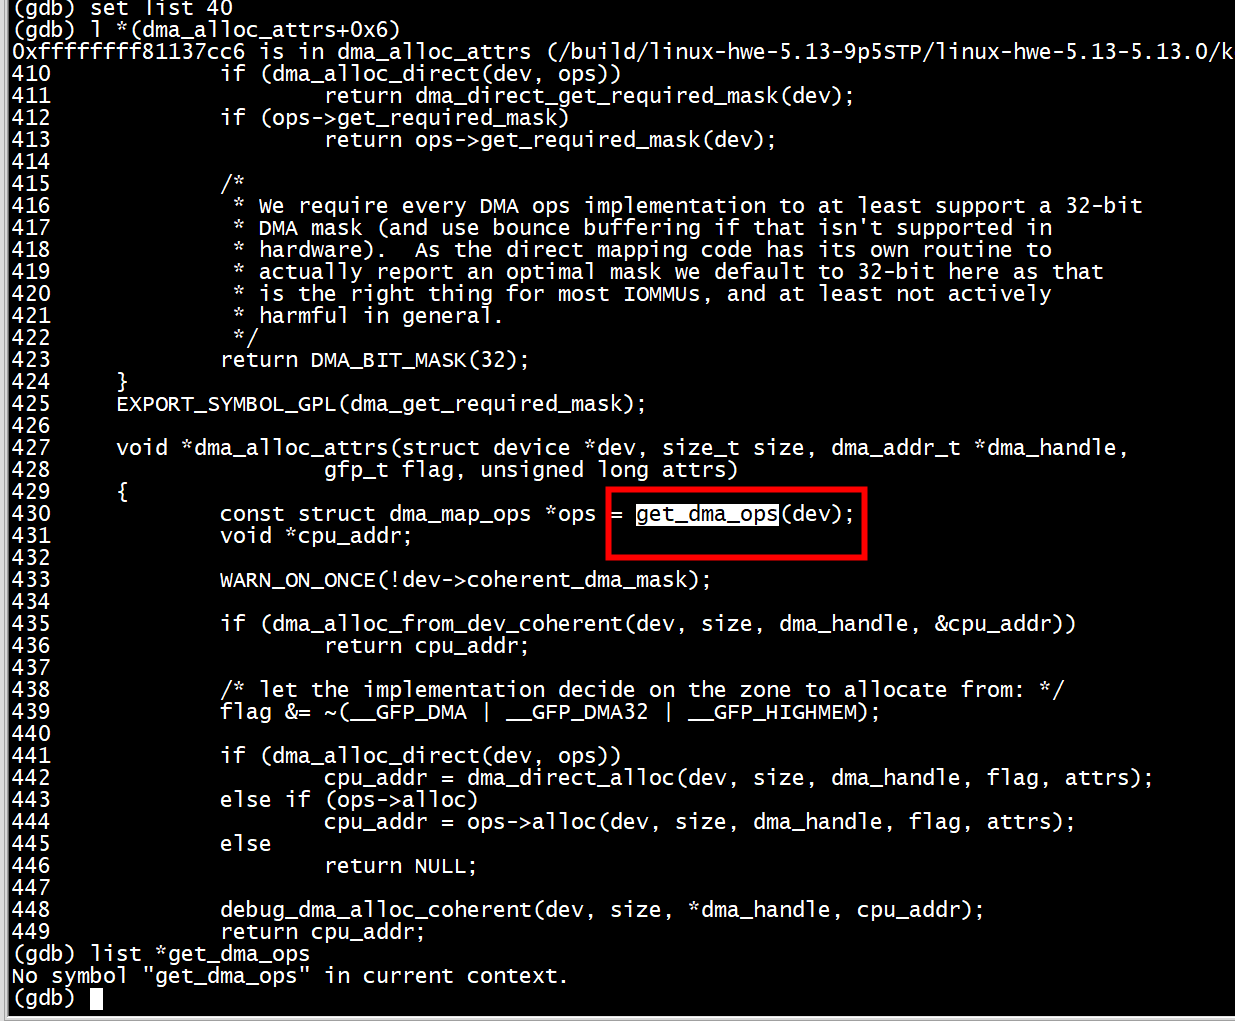 (gdb) set list 40
(gdb) l *(dma_alloc_attrs+0x6)
0xffffffff81137cc6 is in dma_alloc_attrs (/build/linux-hwe-5.13-9p5STP/linux-hwe-5.13-5.13.0/k
410 if (dma_alloc_direct(dev, ops))
411 return dma_direct_get_required_mask(dev);
412 if (ops->get_required_mask)
413 return ops->get_required_mask(dev);
414
415 /*
416 * We require every DMA ops implementation to at least support a 32-bit
417 * DMA mask (and use bounce buffering if that isn't supported in
418 * hardware). As the direct mapping code has its own routine to
419 * actually report an optimal mask we default to 32-bit here as that
420 * is the right thing for most IOMMUs, and at least not actively
421 * harmful in general.
422 */
423 return DMA_BIT_MASK(32);
424 }
425 EXPORT_SYMBOL_GPL(dma_get_required_mask);
426
427 void *dma_alloc_attrs(struct device *dev, size_t size, dma_addr_t *dma_handle,
428 gfp_t flag, unsigned long attrs)
429 {
430 const struct dma_map_ops *ops = get_dma_ops(dev);
431 void *cpu_addr;
432
433 WARN_ON_ONCE(!dev->coherent_dma_mask);
434
435 if (dma_alloc_from_dev_coherent(dev, size, dma_handle, &cpu_addr))
436 return cpu_addr;
437
438 /* let the implementation decide on the zone to allocate from: */
439 flag &= ~(__GFP_DMA | __GFP_DMA32 | __GFP_HIGHMEM);
440
441 if (dma_alloc_direct(dev, ops))
442 cpu_addr = dma_direct_alloc(dev, size, dma_handle, flag, attrs);
443 else if (ops->alloc)
444 cpu_addr = ops->alloc(dev, size, dma_handle, flag, attrs);
445 else
446 return NULL;
447
448 debug_dma_alloc_coherent(dev, size, *dma_handle, cpu_addr);
449 return cpu_addr;
(gdb) list *get_dma_ops
No symbol "get_dma_ops" in current context.
(gdb)